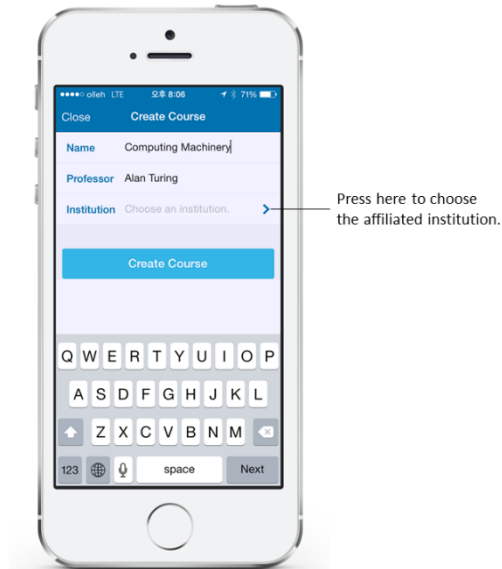 olleh LTE 오후 8:06 71%
Close Create Course
Name Computing Machinery
Professor Alan Turing
Institution Choose an institution.
Press here to choose
the affiliated institution.
Create Course
Q W E R T Y U I O P
A S D F G H J K L
Z X C V B N M
123 space Next